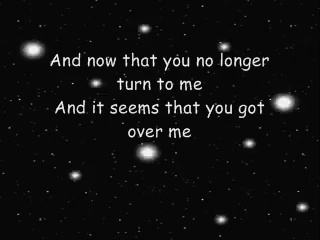 And now that you no longer
turn to me
And it seems that you got
over me